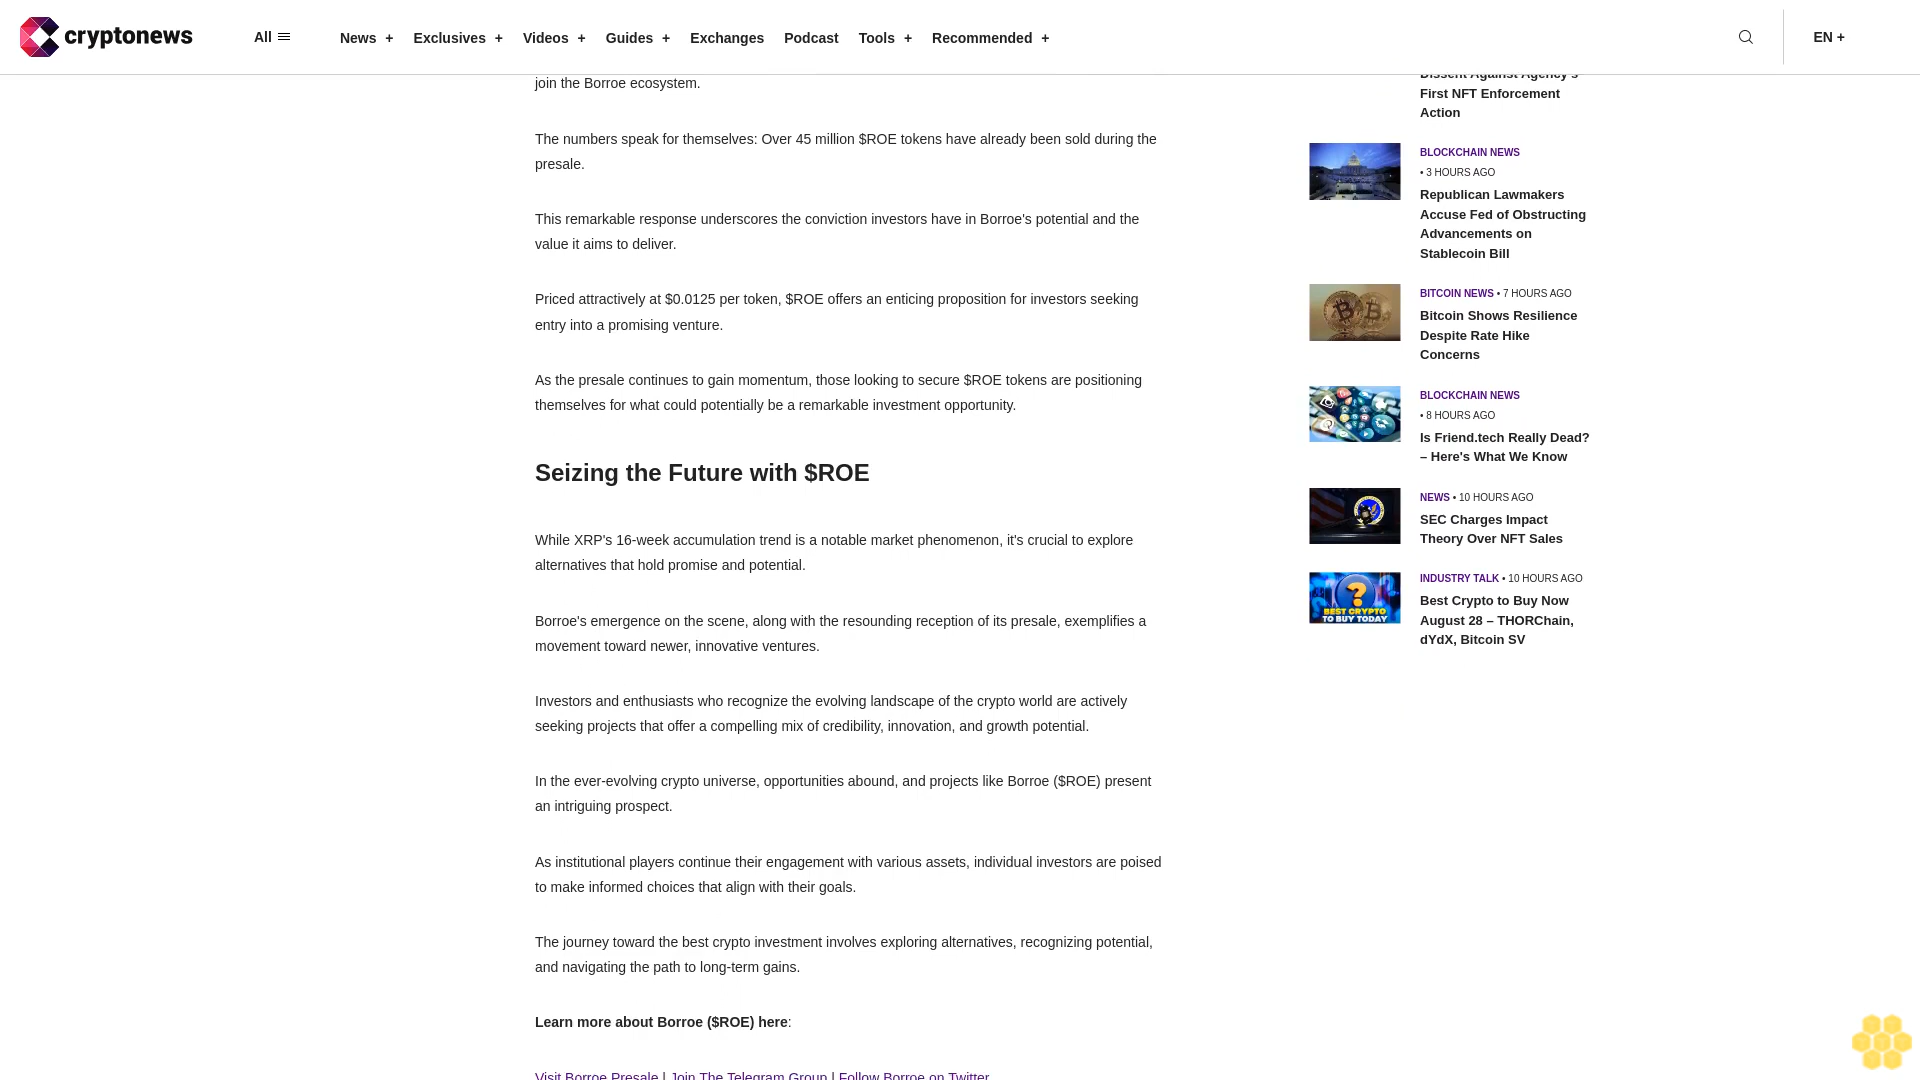 cryptonews
All
News +
Exclusives +
Videos +
Guides +
Exchanges
Podcast
Tools +
Recommended +
EN +
join the Borroe ecosystem.
The numbers speak for themselves: Over 45 million $ROE tokens have already been sold during the
presale.
This remarkable response underscores the conviction investors have in Borroe's potential and the
value it aims to deliver.
Priced attractively at $0.0125 per token, $ROE offers an enticing proposition for investors seeking
entry into a promising venture.
As the presale continues to gain momentum, those looking to secure $ROE tokens are positioning
themselves for what could potentially be a remarkable investment opportunity.
Seizing the Future with $ROE
While XRP's 16-week accumulation trend is a notable market phenomenon, it's crucial to explore
alternatives that hold promise and potential.
Borroe's emergence on the scene, along with the resounding reception of its presale, exemplifies a
movement toward newer, innovative ventures.
Investors and enthusiasts who recognize the evolving landscape of the crypto world are actively
seeking projects that offer a compelling mix of credibility, innovation, and growth potential.
In the ever-evolving crypto universe, opportunities abound, and projects like Borroe ($ROE) present
an intriguing prospect.
As institutional players continue their engagement with various assets, individual investors are poised
to make informed choices that align with their goals.
The journey toward the best crypto investment involves exploring alternatives, recognizing potential,
and navigating the path to long-term gains.
Learn more about Borroe ($ROE) here:
Visit Borroe Presale | Join The Telegram Group | Follow Borroe on Twitter
Dissent Against Agency's
First NFT Enforcement
Action
BLOCKCHAIN NEWS
• 3 HOURS AGO
Republican Lawmakers
Accuse Fed of Obstructing
Advancements on
Stablecoin Bill
BITCOIN NEWS • 7 HOURS AGO
Bitcoin Shows Resilience
Despite Rate Hike
Concerns
BLOCKCHAIN NEWS
• 8 HOURS AGO
Is Friend.tech Really Dead?
– Here's What We Know
NEWS • 10 HOURS AGO
SEC Charges Impact
Theory Over NFT Sales
BEST CRYPTO
TO BUY TODAY
INDUSTRY TALK • 10 HOURS AGO
Best Crypto to Buy Now
August 28 – THORChain,
dYdX, Bitcoin SV